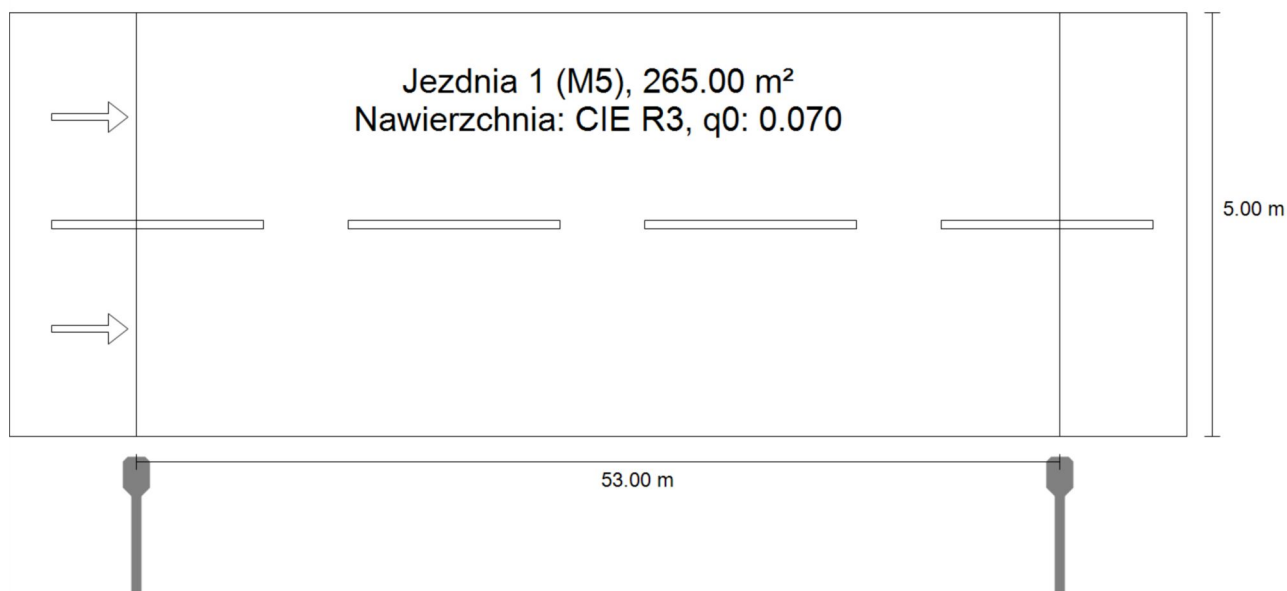 Jezdnia 1 (M5), 265.00 m²
Nawierzchnia: CIE R3, q0: 0.070
5.00 m
53.00 m